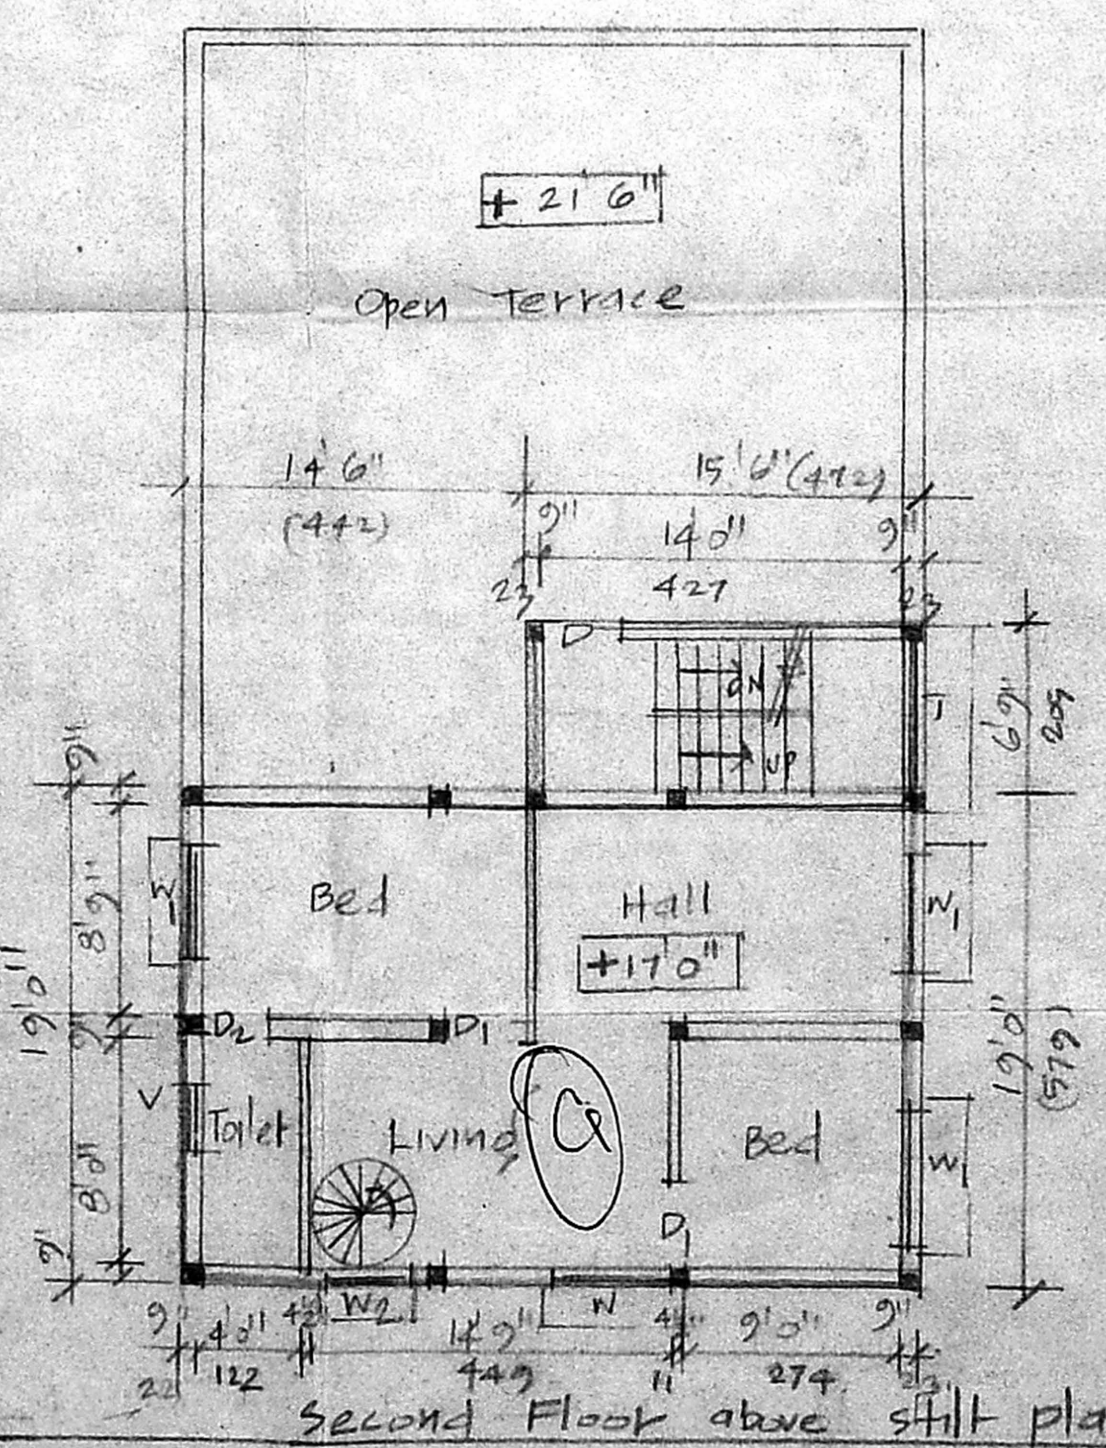 + 21' 6"
Open Terrace
14' 6"
15' 6" (472)
(442)
9"
14' 0"
9"
23
427
23
D
DN
UP
6' 9"
209
9"
W1
8' 9"
Bed
Hall
W1
+17' 0"
19' 0"
9"
D2
D1
19' 0"
(579)
V
Toilet
Living
Bed
W
8' 0"
D1
9"
W2
W
9"
4' 0"
4½"
14' 9"
4½"
9' 0"
9"
22
122
449
11
274
23
Second Floor above stilt pla